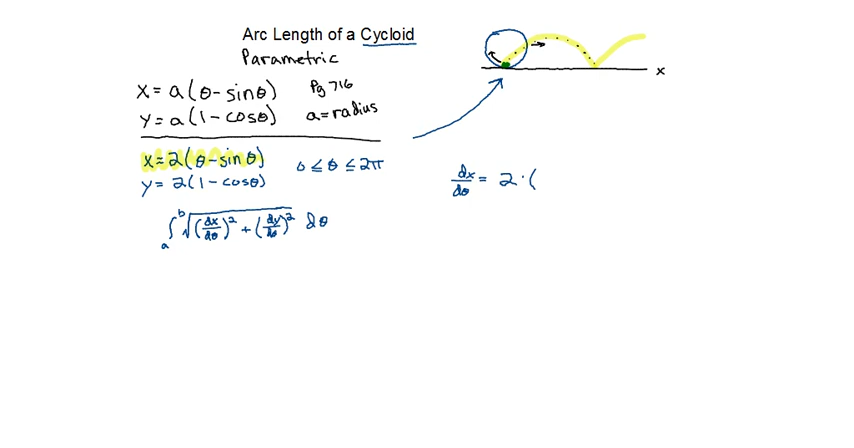 Arc Length of a Cycloid
Parametric
x = a(θ - sinθ) Pg 716
y = a(1 - cosθ) a = radius
x
x = 2(θ - sinθ) 0 ≤ θ ≤ 2π
y = 2(1 - cosθ)
dx/dθ = 2 · (
∫_a^b √((dx/dθ)² + (dy/dθ)²) dθ